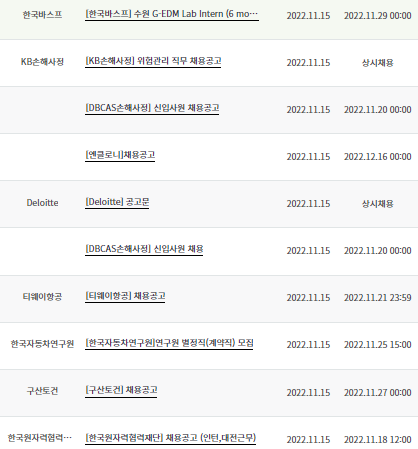 한국바스프 [한국바스프] 수원 G-EDM Lab Intern (6 mo··· 2022.11.15 2022.11.29 00:00
KB손해사정 [KB손해사정] 위험관리 직무 채용공고 2022.11.15 상시채용
[DBCAS손해사정] 신입사원 채용공고 2022.11.15 2022.11.20 00:00
[엔클로니]채용공고 2022.11.15 2022.12.16 00:00
Deloitte [Deloitte] 공고문 2022.11.15 상시채용
[DBCAS손해사정] 신입사원 채용 2022.11.15 2022.11.20 00:00
티웨이항공 [티웨이항공] 채용공고 2022.11.15 2022.11.21 23:59
한국자동차연구원 [한국자동차연구원]연구원 별정직(계약직) 모집 2022.11.15 2022.11.25 15:00
구산토건 [구산토건] 채용공고 2022.11.15 2022.11.27 00:00
한국원자력협력··· [한국원자력협력재단] 채용공고 (인턴,대전근무) 2022.11.15 2022.11.18 12:00